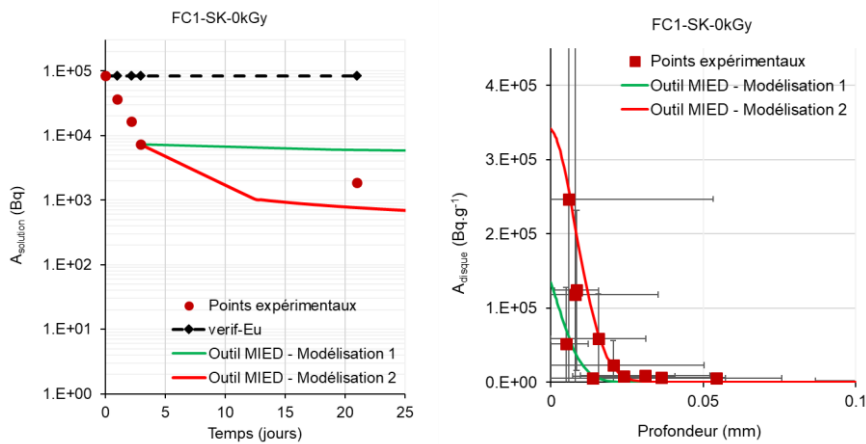 FC1-SK-0kGy
1.E+05
1.E+04
1.E+03
1.E+02
1.E+01
1.E+00
A_solution (Bq)
Points expérimentaux
verif-Eu
Outil MIED - Modélisation 1
Outil MIED - Modélisation 2
0 5 10 15 20 25
Temps (jours)
FC1-SK-0kGy
Points expérimentaux
Outil MIED - Modélisation 1
Outil MIED - Modélisation 2
4.E+05
3.E+05
2.E+05
1.E+05
0.E+00
A_disque (Bq.g⁻¹)
0 0.05 0.1
Profondeur (mm)